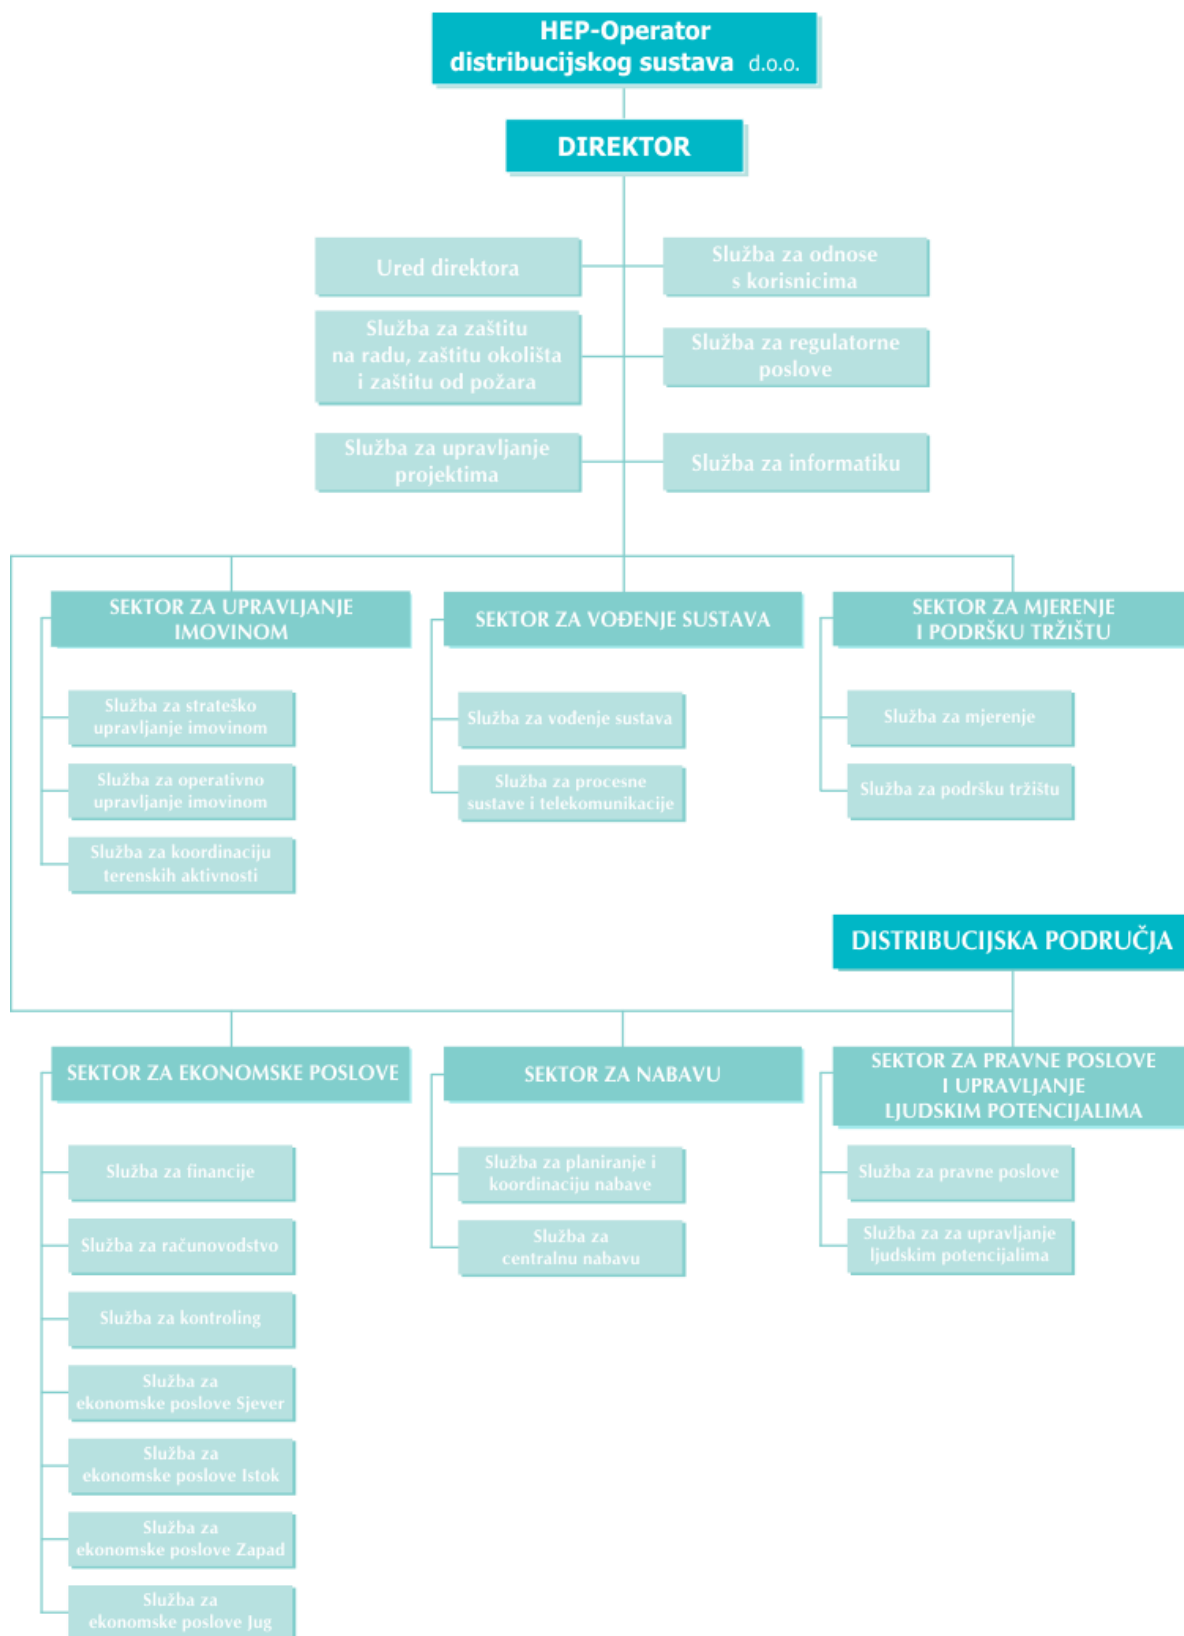 HEP-Operator
distribucijskog sustava d.o.o.
DIREKTOR
Ured direktora
Služba za odnose
s korisnicima
Služba za zaštitu
na radu, zaštitu okolišta
i zaštitu od požara
Služba za regulatorne
poslove
Služba za upravljanje
projektima
Služba za informatiku
SEKTOR ZA UPRAVLJANJE
IMOVINOM
Služba za strateško
upravljanje imovinom
Služba za operativno
upravljanje imovinom
Služba za koordinaciju
terenskih aktivnosti
SEKTOR ZA VOĐENJE SUSTAVA
Služba za vođenje sustava
Služba za procesne
sustave i telekomunikacije
SEKTOR ZA MJERENJE
I PODRŠKU TRŽIŠTU
Služba za mjerenje
Služba za podršku tržištu
DISTRIBUCIJSKA PODRUČJA
SEKTOR ZA EKONOMSKE POSLOVE
Služba za financije
Služba za računovodstvo
Služba za kontroling
Služba za
ekonomske poslove Sjever
Služba za
ekonomske poslove Istok
Služba za
ekonomske poslove Zapad
Služba za
ekonomske poslove Jug
SEKTOR ZA NABAVU
Služba za planiranje i
koordinaciju nabave
Služba za
centralnu nabavu
SEKTOR ZA PRAVNE POSLOVE
I UPRAVLJANJE
LJUDSKIM POTENCIJALIMA
Služba za pravne poslove
Služba za za upravljanje
ljudskim potencijalima